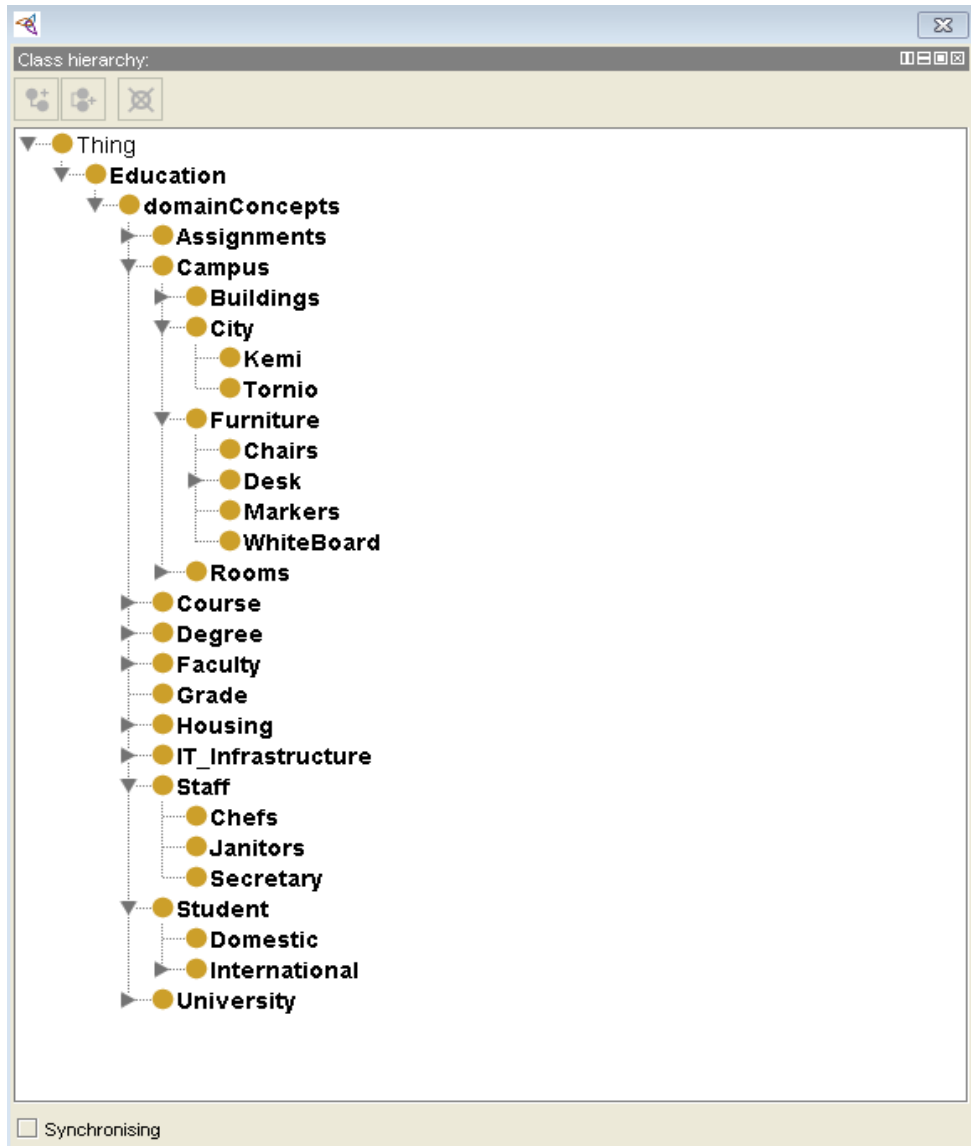 Class hierarchy:
Thing
Education
domainConcepts
Assignments
Campus
Buildings
City
Kemi
Tornio
Furniture
Chairs
Desk
Markers
WhiteBoard
Rooms
Course
Degree
Faculty
Grade
Housing
IT_Infrastructure
Staff
Chefs
Janitors
Secretary
Student
Domestic
International
University
Synchronising